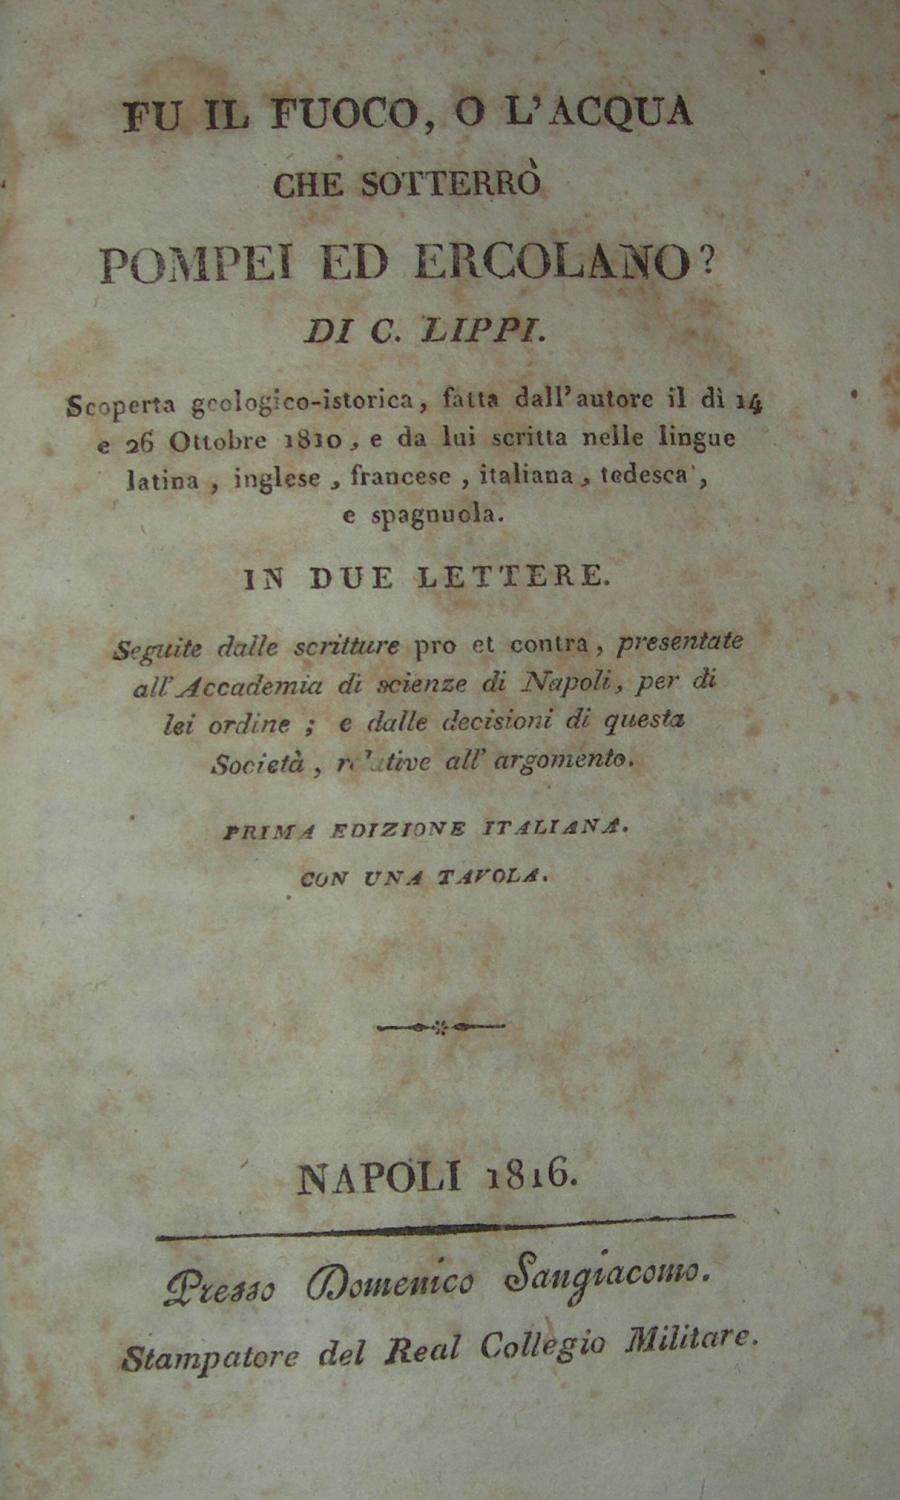 FU IL FUOCO, O L'ACQUA
CHE SOTTERRÒ
POMPEI ED ERCOLANO?
DI C. LIPPI.
Scoperta geologico-istorica, fatta dall'autore il dì 14
e 26 Ottobre 1810, e da lui scritta nelle lingue
latina, inglese, francese, italiana, tedesca,
e spagnuola.
IN DUE LETTERE.
Seguite dalle scritture pro et contra, presentate
all'Accademia di scienze di Napoli, per di
lei ordine; e dalle decisioni di questa
Società, relative all' argomento.
PRIMA EDIZIONE ITALIANA.
CON UNA TAVOLA.
NAPOLI 1816.
Presso Domenico Sangiacomo.
Stampatore del Real Collegio Militare.